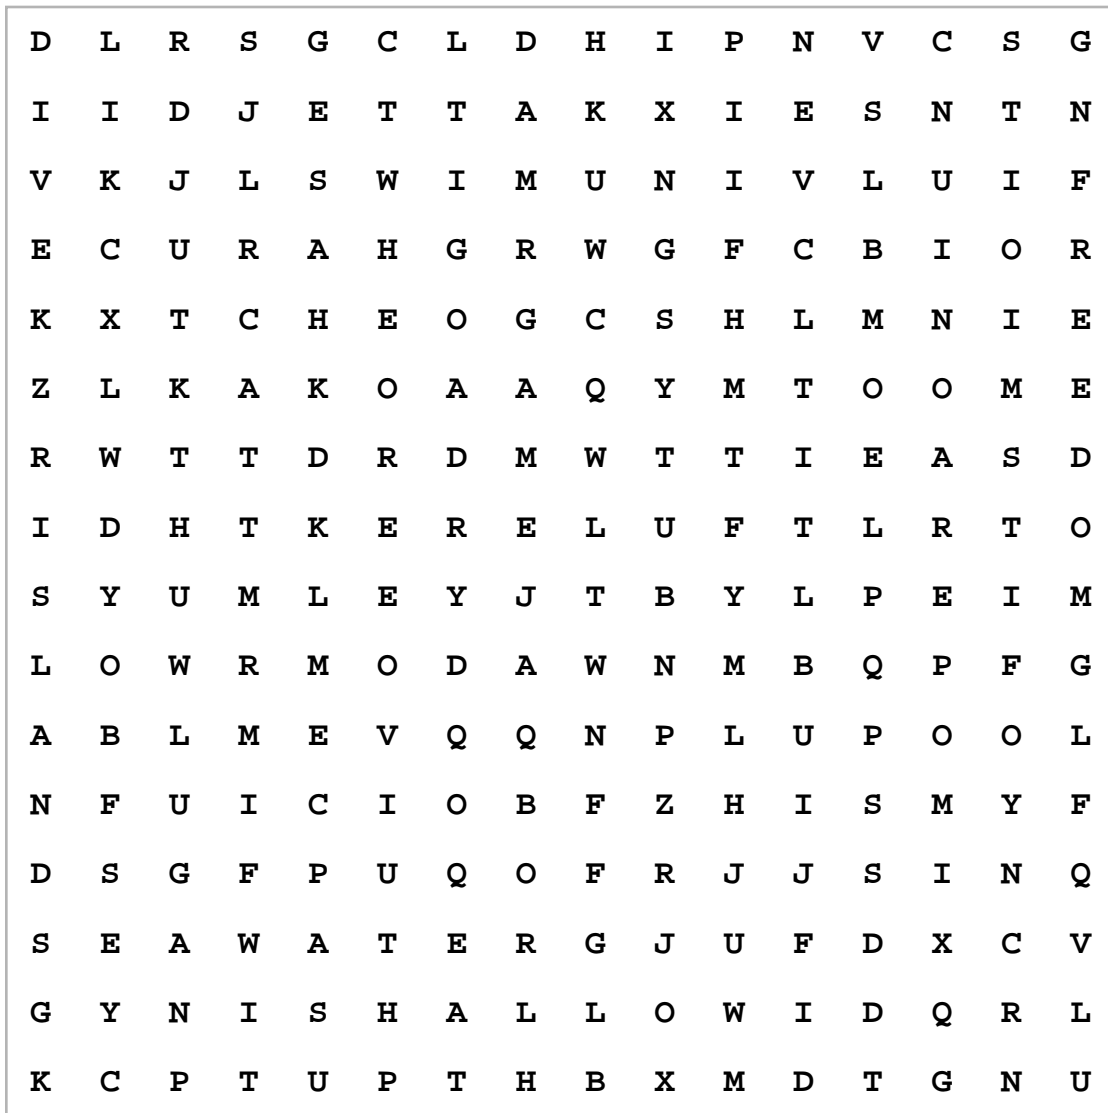 D L R S G C L D H I P N V C S G
I I D J E T T A K X I E S N T N
V K J L S W I M U N I V L U I F
E C U R A H G R W G F C B I O R
K X T C H E O G C S H L M N I E
Z L K A K O A A Q Y M T O O M E
R W T T D R D M W T T I E A S D
I D H T K E R E L U F T L R T O
S Y U M L E Y J T B Y L P E I M
L O W R M O D A W N M B Q P F G
A B L M E V Q Q N P L U P O O L
N F U I C I O B F Z H I S M Y F
D S G F P U Q O F R J J S I N Q
S E A W A T E R G J U F D X C V
G Y N I S H A L L O W I D Q R L
K C P T U P T H B X M D T G N U